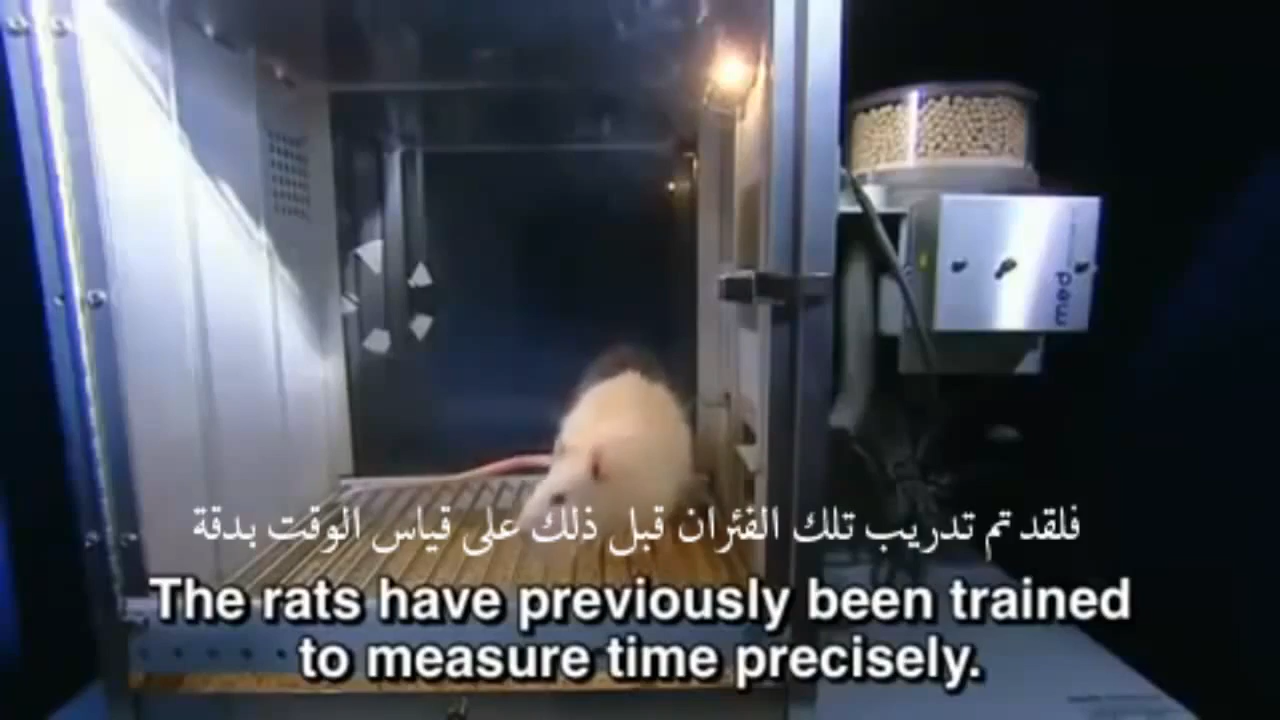 med
فلقد تم تدريب تلك الفئران قبل ذلك على قياس الوقت بدقة
The rats have previously been trained
to measure time precisely.